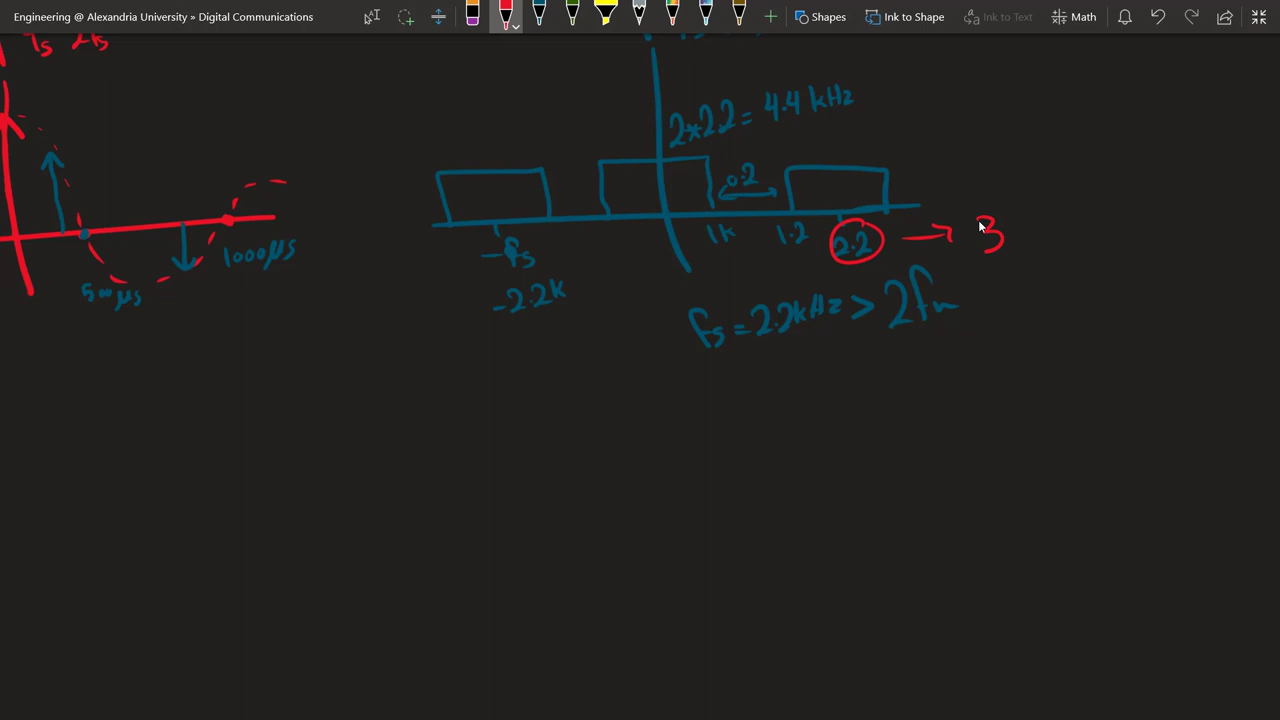 Engineering @ Alexandria University » Digital Communications
Shapes
Ink to Shape
Ink to Text
Math
2*2.2 = 4.4 kHz
0.2
1k
1.2
2.2 → 3
-fs
-2.2k
fs = 2.2kHz > 2fm
500μs
1000μs